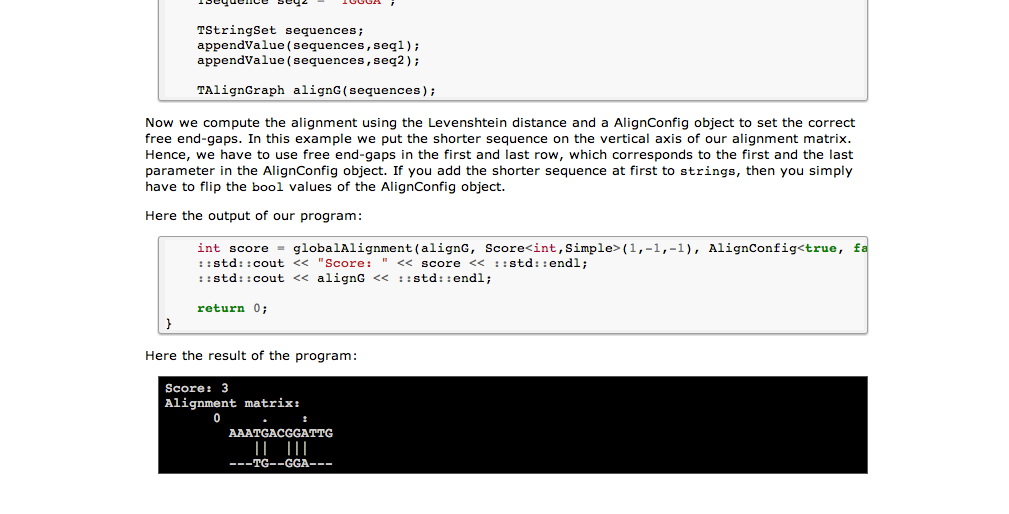 TStringSet sequences;
appendValue(sequences,seq1);
appendValue(sequences,seq2);
TAlignGraph alignG(sequences);
Now we compute the alignment using the Levenshtein distance and a AlignConfig object to set the correct
free end-gaps. In this example we put the shorter sequence on the vertical axis of our alignment matrix.
Hence, we have to use free end-gaps in the first and last row, which corresponds to the first and the last
parameter in the AlignConfig object. If you add the shorter sequence at first to strings, then you simply
have to flip the bool values of the AlignConfig object.
Here the output of our program:
int score = globalAlignment(alignG, Score<int,Simple>(1,-1,-1), AlignConfig<true, fa
::std::cout << "Score: " << score << ::std::endl;
::std::cout << alignG << ::std::endl;
return 0;
}
Here the result of the program:
Score: 3
Alignment matrix:
0     .    :
AAATGACGGATTG
||  |||
---TG--GGA---